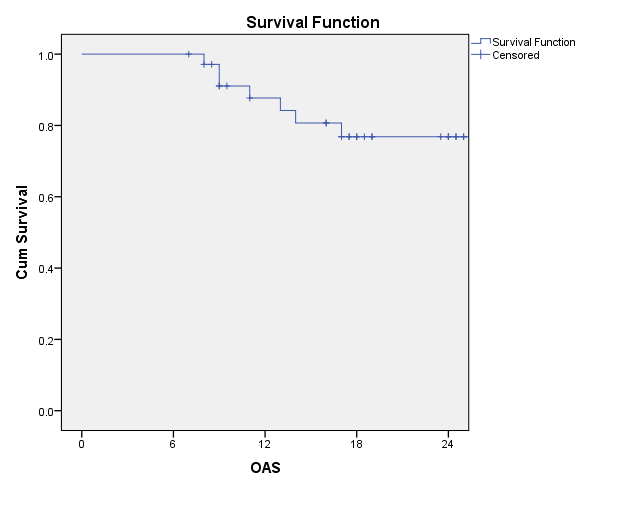 Survival Function
Survival Function
Censored
1.0
0.8
0.6
0.4
0.2
0.0
Cum Survival
0 6 12 18 24
OAS